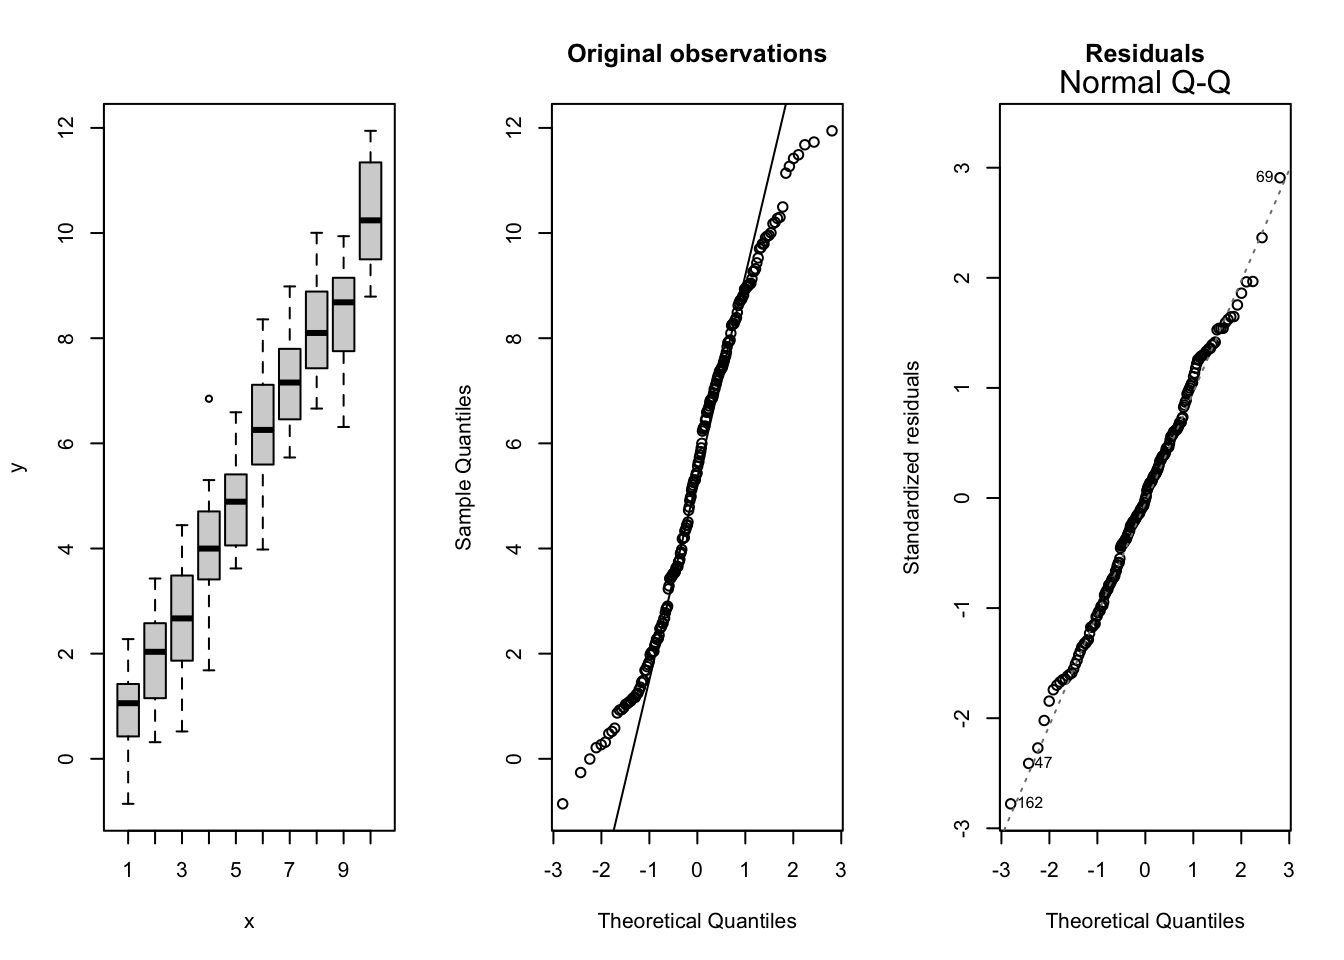 12
10
8
6
4
2
0
y
1 3 5 7 9
x
Original observations
12
10
8
6
4
2
0
Sample Quantiles
-3 -2 -1 0 1 2 3
Theoretical Quantiles
Residuals
Normal Q-Q
3
2
1
0
-1
-2
-3
Standardized residuals
69
47
162
-3 -2 -1 0 1 2 3
Theoretical Quantiles